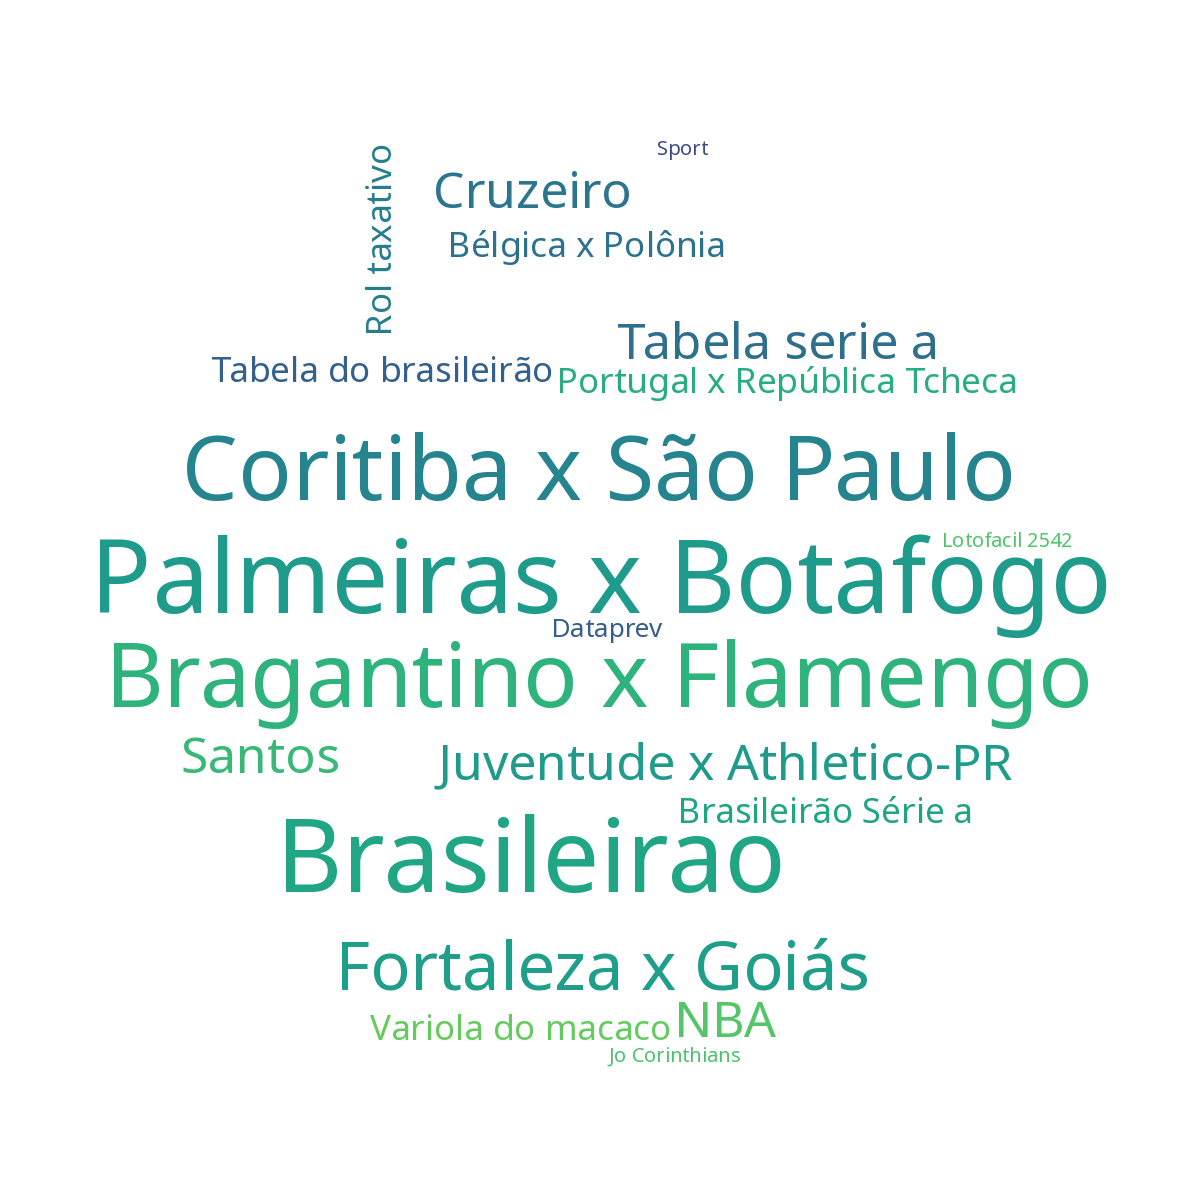 Sport
Rol taxativo
Cruzeiro
Bélgica x Polônia
Tabela serie a
Tabela do brasileirão
Portugal x República Tcheca
Coritiba x São Paulo
Lotofacil 2542
Palmeiras x Botafogo
Dataprev
Bragantino x Flamengo
Santos
Juventude x Athletico-PR
Brasileirão Série a
Brasileirao
Fortaleza x Goiás
NBA
Variola do macaco
Jo Corinthians